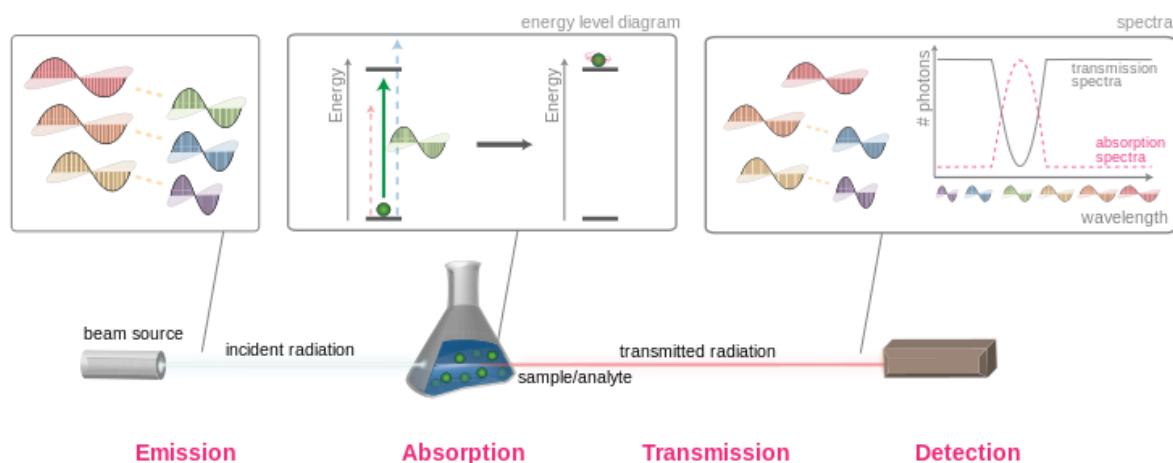 energy level diagram
spectra
Energy
Energy
# photons
transmission
spectra
absorption
spectra
wavelength
beam source
incident radiation
transmitted radiation
sample/analyte
Emission
Absorption
Transmission
Detection